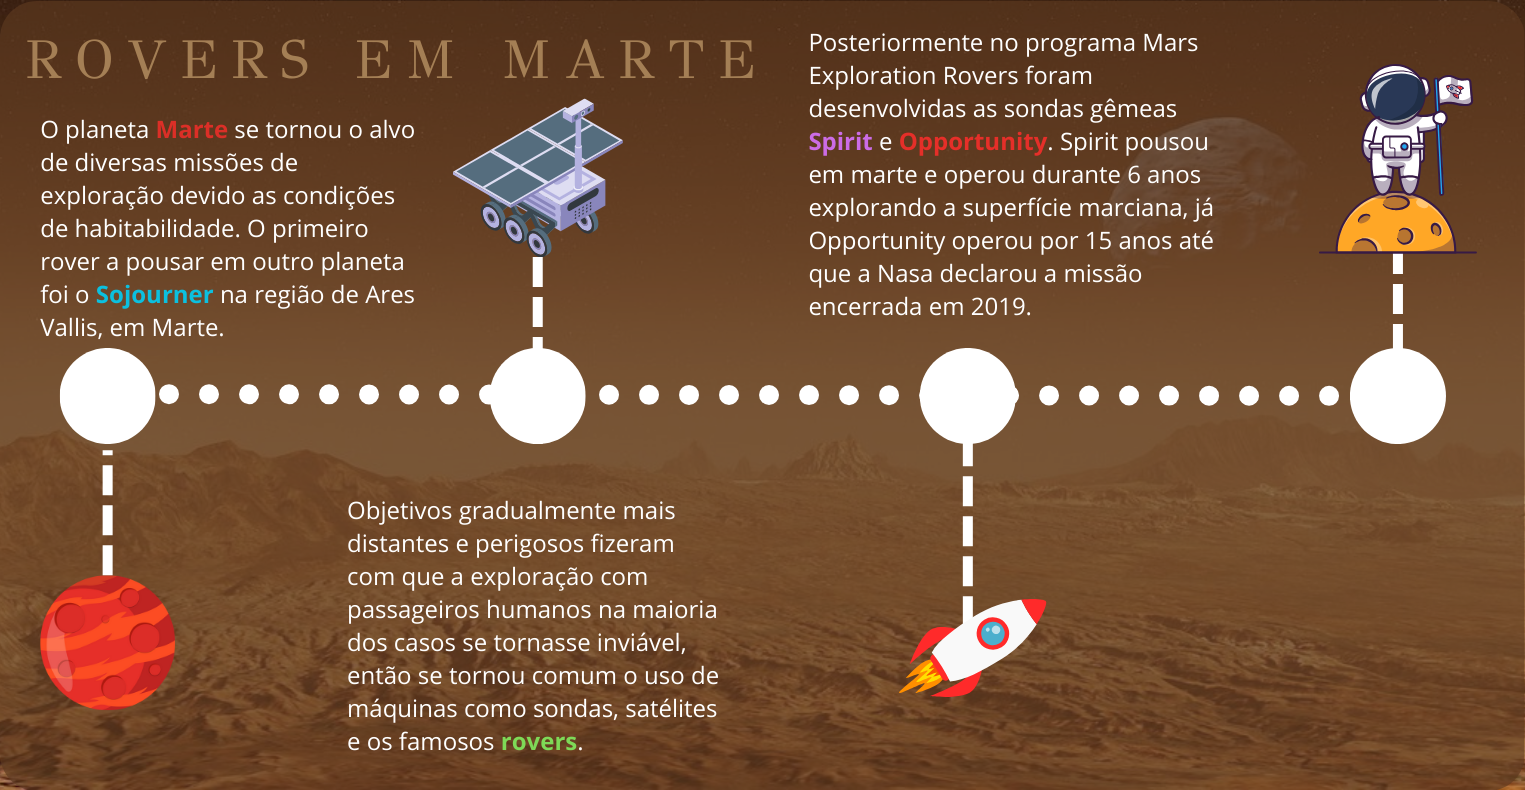 ROVERS EM MARTE
O planeta Marte se tornou o alvo
de diversas missões de
exploração devido as condições
de habitabilidade. O primeiro
rover a pousar em outro planeta
foi o Sojourner na região de Ares
Vallis, em Marte.
Objetivos gradualmente mais
distantes e perigosos fizeram
com que a exploração com
passageiros humanos na maioria
dos casos se tornasse inviável,
então se tornou comum o uso de
máquinas como sondas, satélites
e os famosos rovers.
Posteriormente no programa Mars
Exploration Rovers foram
desenvolvidas as sondas gêmeas
Spirit e Opportunity. Spirit pousou
em marte e operou durante 6 anos
explorando a superfície marciana, já
Opportunity operou por 15 anos até
que a Nasa declarou a missão
encerrada em 2019.